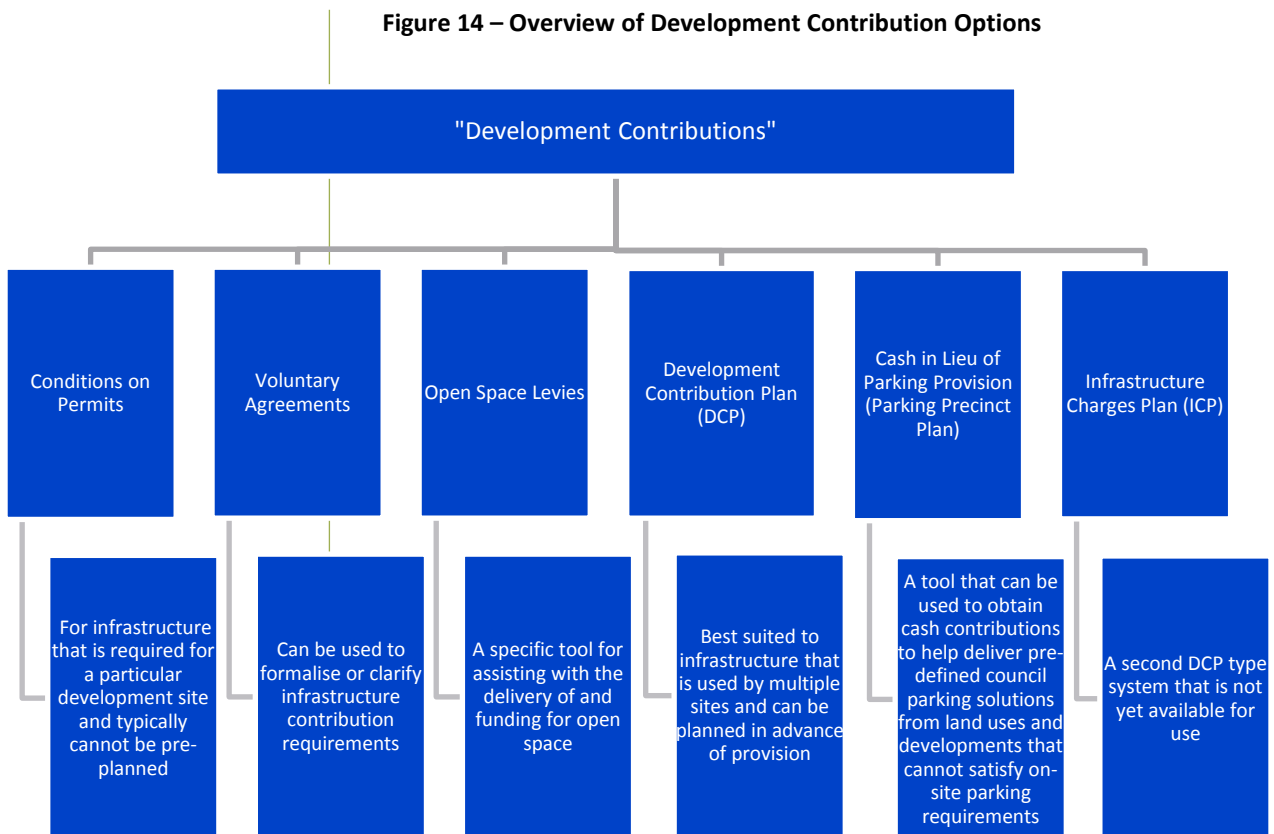 Figure 14 – Overview of Development Contribution Options
"Development Contributions"
Conditions on
Permits
Voluntary
Agreements
Open Space Levies
Development
Contribution Plan
(DCP)
Cash in Lieu of
Parking Provision
(Parking Precinct
Plan)
Infrastructure
Charges Plan (ICP)
For infrastructure
that is required for
a particular
development site
and typically
cannot be pre-
planned
Can be used to
formalise or clarify
infrastructure
contribution
requirements
A specific tool for
assisting with the
delivery of and
funding for open
space
Best suited to
infrastructure that
is used by multiple
sites and can be
planned in advance
of provision
A tool that can be
used to obtain
cash contributions
to help deliver pre-
defined council
parking solutions
from land uses and
developments that
cannot satisfy on-
site parking
requirements
A second DCP type
system that is not
yet available for
use